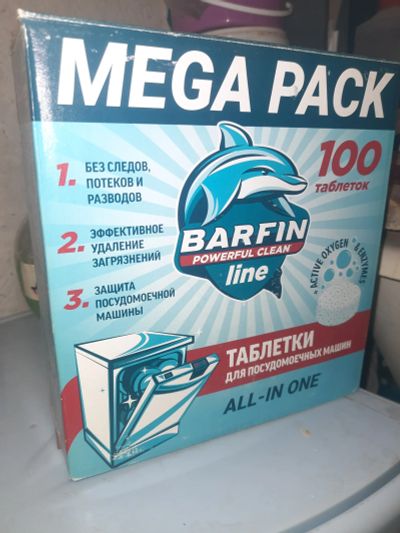 MEGA PACK
1. БЕЗ СЛЕДОВ,
ПОТЕКОВ И
РАЗВОДОВ
2. ЭФФЕКТИВНОЕ
УДАЛЕНИЕ
ЗАГРЯЗНЕНИЙ
3. ЗАЩИТА
ПОСУДОМОЕЧНОЙ
МАШИНЫ
BARFIN
POWERFUL CLEAN
line
100
таблеток
ACTIVE OXYGEN & ENZYMES
ТАБЛЕТКИ
ДЛЯ ПОСУДОМОЕЧНЫХ МАШИН
ALL-IN ONE